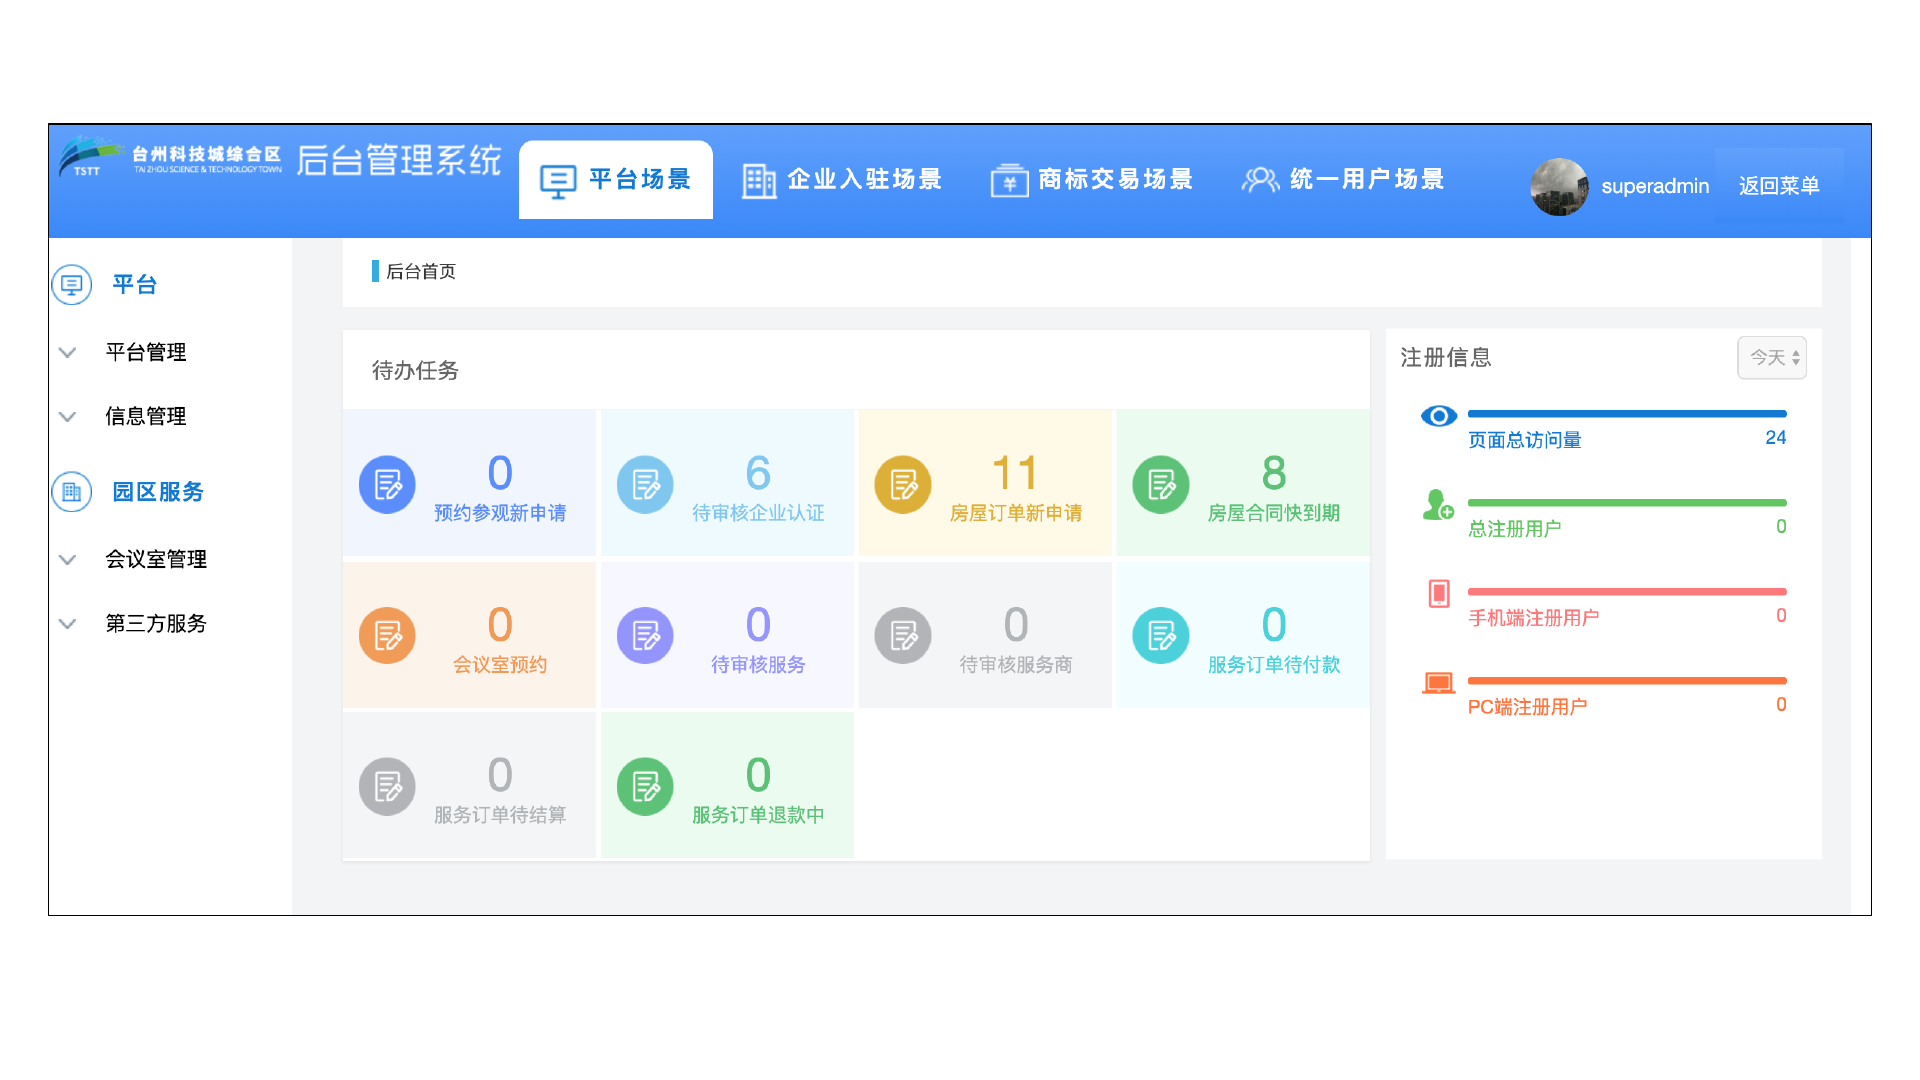 台州科技城综合区
TAI ZHOU SCIENCE & TECHNOLOGY TOWN
TSTT
后台管理系统
平台场景
企业入驻场景
商标交易场景
统一用户场景
superadmin
返回菜单
平台
平台管理
信息管理
园区服务
会议室管理
第三方服务
后台首页
待办任务
0
预约参观新申请
6
待审核企业认证
11
房屋订单新申请
8
房屋合同快到期
0
会议室预约
0
待审核服务
0
待审核服务商
0
服务订单待付款
0
服务订单待结算
0
服务订单退款中
注册信息
今天
页面总访问量 24
总注册用户 0
手机端注册用户 0
PC端注册用户 0